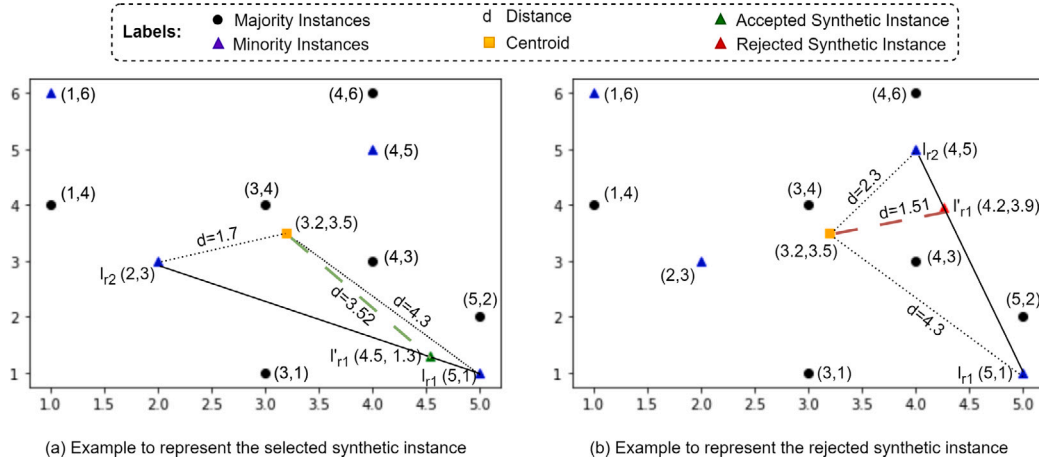 Labels:
Majority Instances
d Distance
Accepted Synthetic Instance
Minority Instances
Centroid
Rejected Synthetic Instance
6
(1,6)
(4,6)
5
(4,5)
4
(1,4)
(3,4)
(3.2,3.5)
d=1.7
3
Ir2 (2,3)
(4,3)
d=3.52
d=4.3
2
(5,2)
I'r1 (4.5, 1.3)
1
(3,1)
Ir1 (5,1)
1.0 1.5 2.0 2.5 3.0 3.5 4.0 4.5 5.0
(a) Example to represent the selected synthetic instance
6
(1,6)
(4,6)
5
Ir2 (4,5)
d=2.3
4
(1,4)
(3,4)
d=1.51
I'r1 (4.2,3.9)
(3.2,3.5)
3
(2,3)
(4,3)
d=4.3
2
(5,2)
1
(3,1)
Ir1 (5,1)
1.0 1.5 2.0 2.5 3.0 3.5 4.0 4.5 5.0
(b) Example to represent the rejected synthetic instance